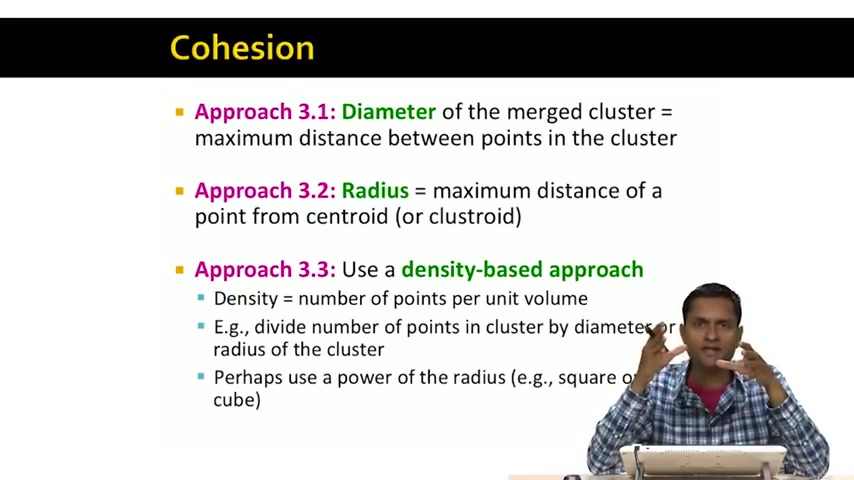 Cohesion
Approach 3.1: Diameter of the merged cluster =
maximum distance between points in the cluster
Approach 3.2: Radius = maximum distance of a
point from centroid (or clustroid)
Approach 3.3: Use a density-based approach
Density = number of points per unit volume
E.g., divide number of points in cluster by diameter or
radius of the cluster
Perhaps use a power of the radius (e.g., square
cube)